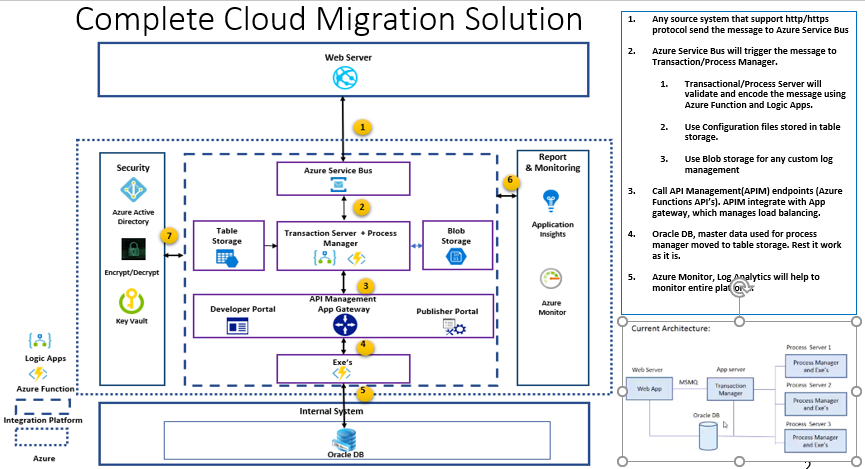 Complete Cloud Migration Solution
Web Server
1
Azure Service Bus
2
Security
Azure Active
Directory
Encrypt/Decrypt
Key Vault
7
Table
Storage
Transaction Server + Process
Manager
Blob
Storage
3
API Management
App Gateway
Developer Portal
Publisher Portal
4
Exe's
5
6
Report
& Monitoring
Application
Insights
Azure
Monitor
Internal System
Oracle DB
Logic Apps
Azure Function
Integration Platform
Azure
1. Any source system that support http/https
protocol send the message to Azure Service Bus
2. Azure Service Bus will trigger the message to
Transaction/Process Manager.
1. Transactional/Process Server will
validate and encode the message using
Azure Function and Logic Apps.
2. Use Configuration files stored in table
storage.
3. Use Blob storage for any custom log
management
3. Call API Management(APIM) endpoints (Azure
Functions API's). APIM integrate with App
gateway, which manages load balancing.
4. Oracle DB, master data used for process
manager moved to table storage. Rest it work
as it is.
5. Azure Monitor, Log Analytics will help to
monitor entire
Current Architecture:
Web Server
Web App
MSMQ
App server
Transaction
Manager
Oracle DB
Process Server 1
Process Manager
and Exe's
Process Server 2
Process Manager
and Exe's
Process Server 3
Process Manager
and Exe's